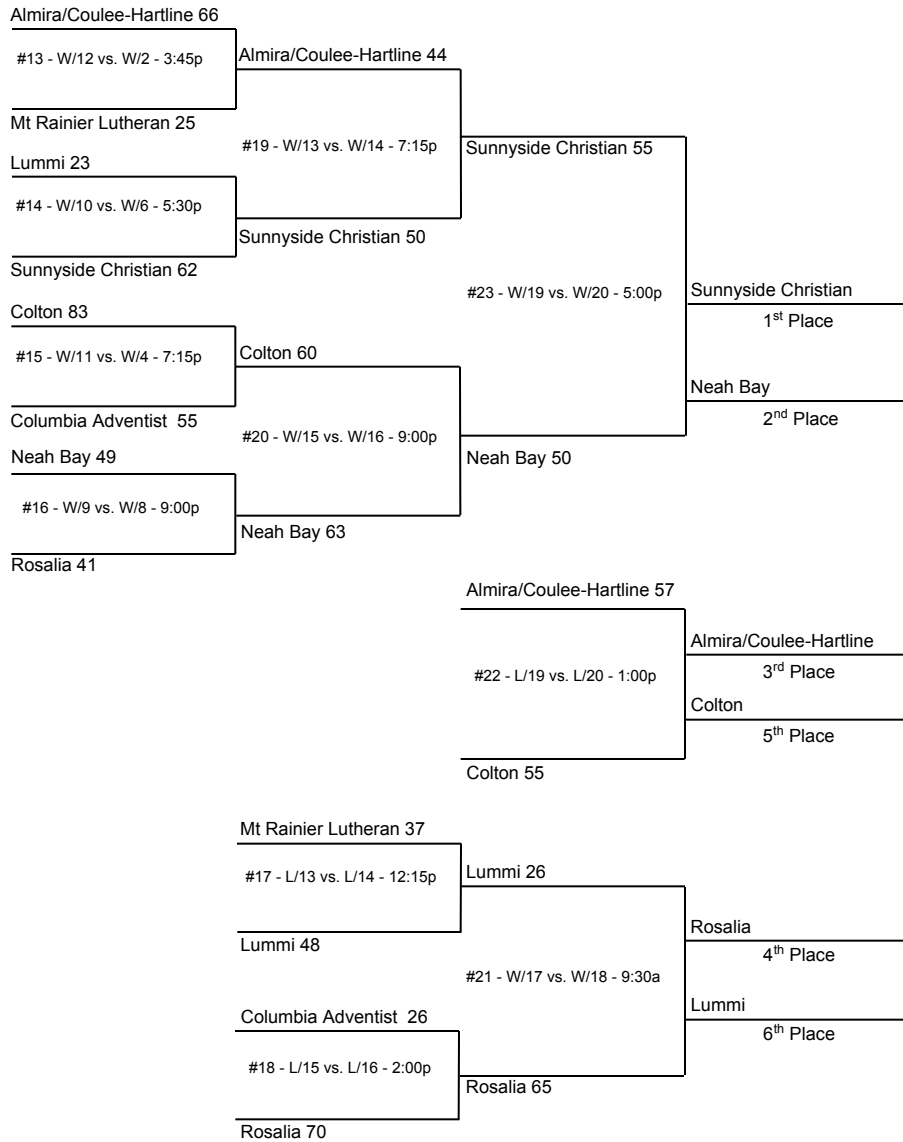 Almira/Coulee-Hartline 66
#13 - W/12 vs. W/2 - 3:45p
Mt Rainier Lutheran 25
Almira/Coulee-Hartline 44
#19 - W/13 vs. W/14 - 7:15p
Sunnyside Christian 50
Lummi 23
#14 - W/10 vs. W/6 - 5:30p
Sunnyside Christian 62
Sunnyside Christian 55
#23 - W/19 vs. W/20 - 5:00p
Neah Bay 50
Sunnyside Christian
1st Place
Neah Bay
2nd Place
Colton 83
#15 - W/11 vs. W/4 - 7:15p
Columbia Adventist  55
Colton 60
#20 - W/15 vs. W/16 - 9:00p
Neah Bay 63
Neah Bay 49
#16 - W/9 vs. W/8 - 9:00p
Rosalia 41
Almira/Coulee-Hartline 57
#22 - L/19 vs. L/20 - 1:00p
Colton 55
Almira/Coulee-Hartline
3rd Place
Colton
5th Place
Mt Rainier Lutheran 37
#17 - L/13 vs. L/14 - 12:15p
Lummi 48
Lummi 26
#21 - W/17 vs. W/18 - 9:30a
Rosalia 65
Rosalia
4th Place
Lummi
6th Place
Columbia Adventist  26
#18 - L/15 vs. L/16 - 2:00p
Rosalia 70